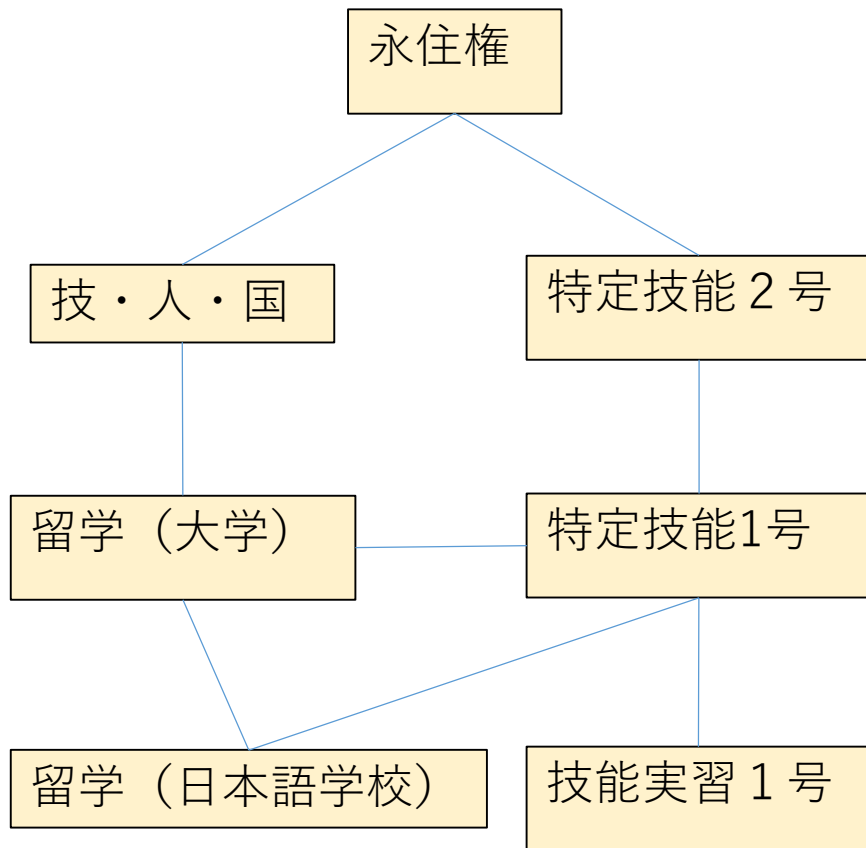 永住権
技・人・国
特定技能２号
留学（大学）
特定技能1号
留学（日本語学校）
技能実習１号